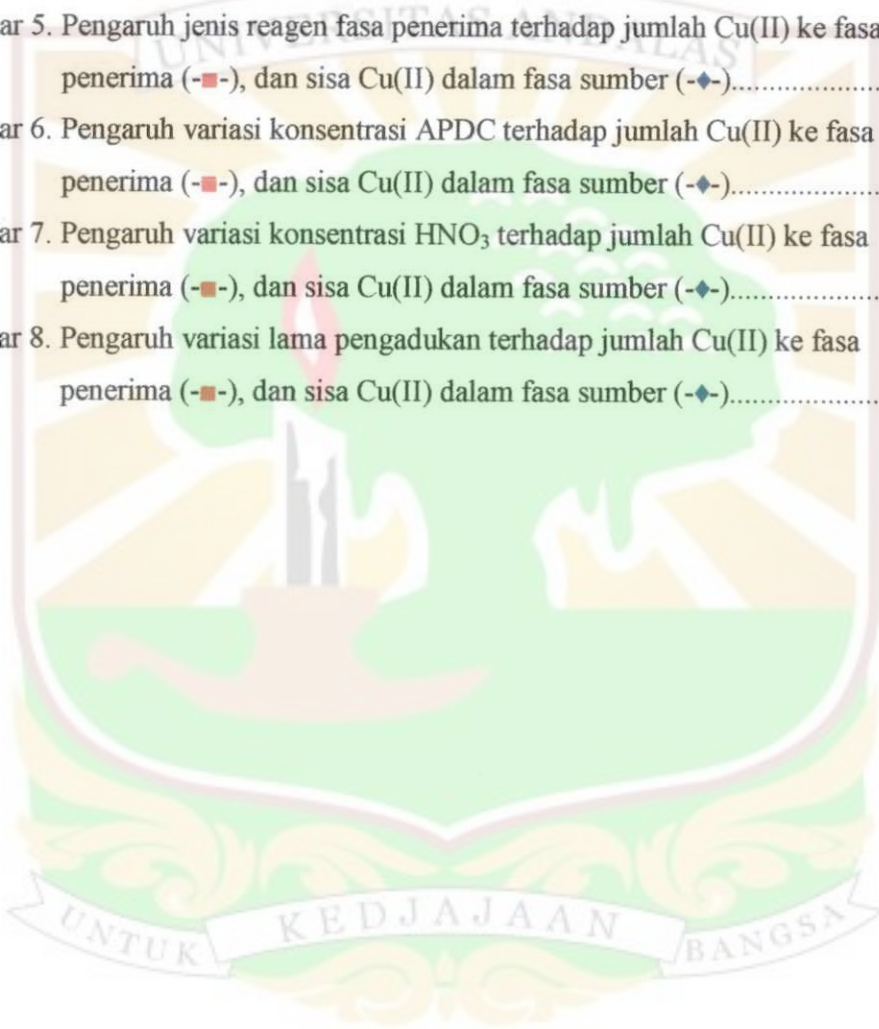 UNIVERSITAS ANDALAS
ar 5. Pengaruh jenis reagen fasa penerima terhadap jumlah Cu(II) ke fasa
penerima (-■-), dan sisa Cu(II) dalam fasa sumber (-◆-)....................
ar 6. Pengaruh variasi konsentrasi APDC terhadap jumlah Cu(II) ke fasa
penerima (-■-), dan sisa Cu(II) dalam fasa sumber (-◆-)....................
ar 7. Pengaruh variasi konsentrasi HNO₃ terhadap jumlah Cu(II) ke fasa
penerima (-■-), dan sisa Cu(II) dalam fasa sumber (-◆-)....................
ar 8. Pengaruh variasi lama pengadukan terhadap jumlah Cu(II) ke fasa
penerima (-■-), dan sisa Cu(II) dalam fasa sumber (-◆-)....................
UNTUK KEDJAJAAN BANGSA